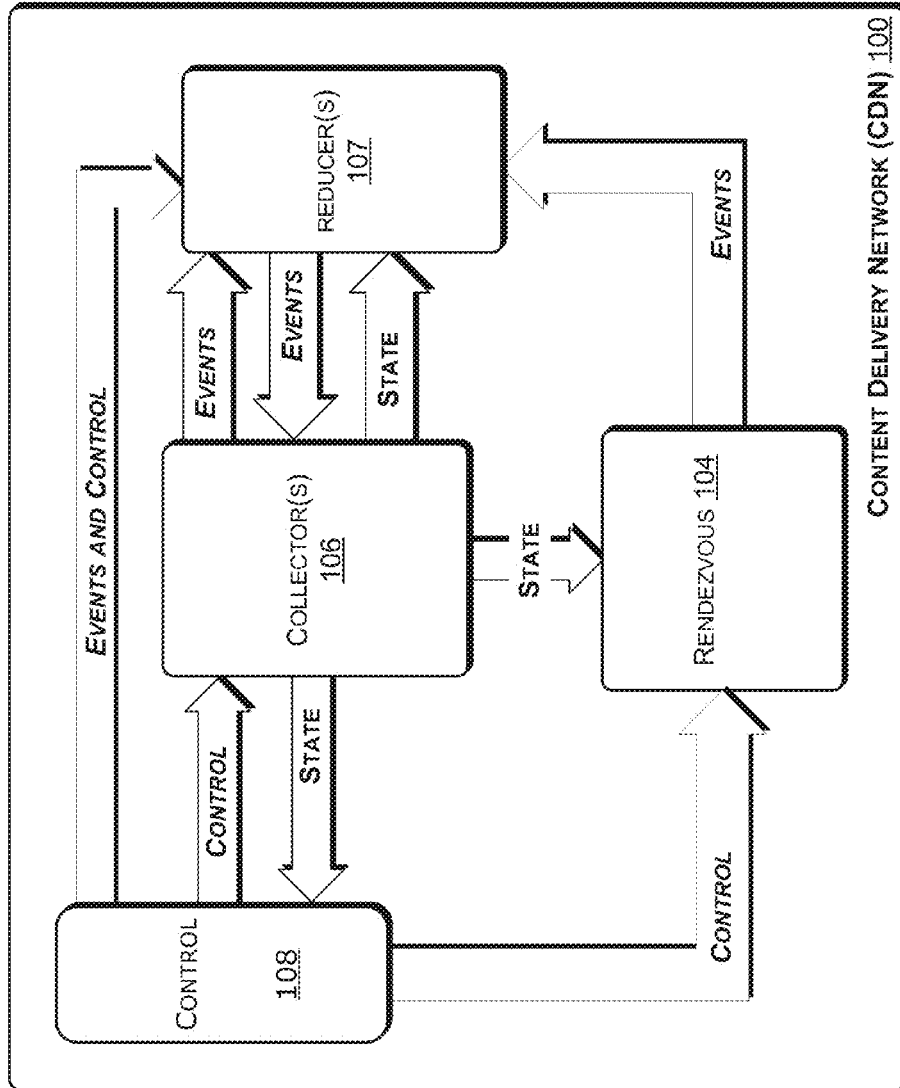 CONTROL
108
EVENTS AND CONTROL
CONTROL
STATE
COLLECTOR(S)
106
EVENTS
EVENTS
STATE
REDUCER(S)
107
STATE
CONTROL
RENDEZVOUS 104
EVENTS
CONTENT DELIVERY NETWORK (CDN) 100